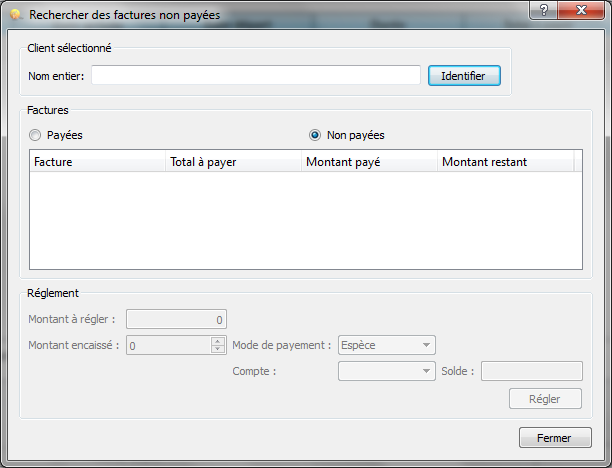 Rechercher des factures non payées
Client sélectionné
Nom entier: Identifier
Factures
Payées Non payées
Facture Total à payer Montant payé Montant restant
Réglement
Montant à régler : 0
Montant encaissé : 0 Mode de payement : Espèce
Compte : Solde :
Régler
Fermer